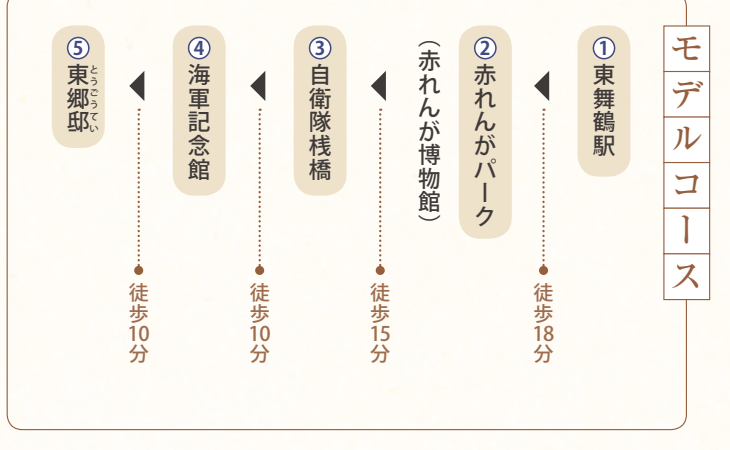 モデルコース
①東舞鶴駅
徒歩18分
②赤れんがパーク
(赤れんが博物館)
徒歩15分
③自衛隊桟橋
徒歩10分
④海軍記念館
徒歩10分
⑤東郷邸
とうごうてい